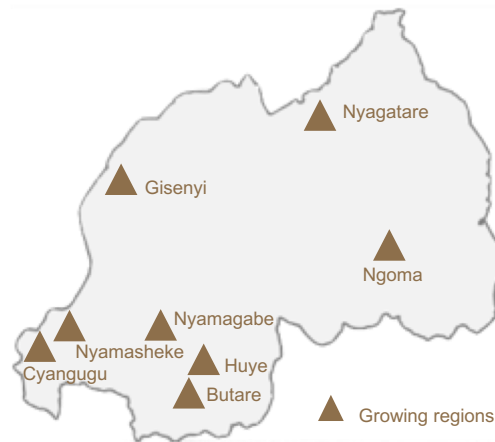 Nyagatare
Gisenyi
Ngoma
Nyamagabe
Nyamasheke
Huye
Cyangugu
Butare
Growing regions